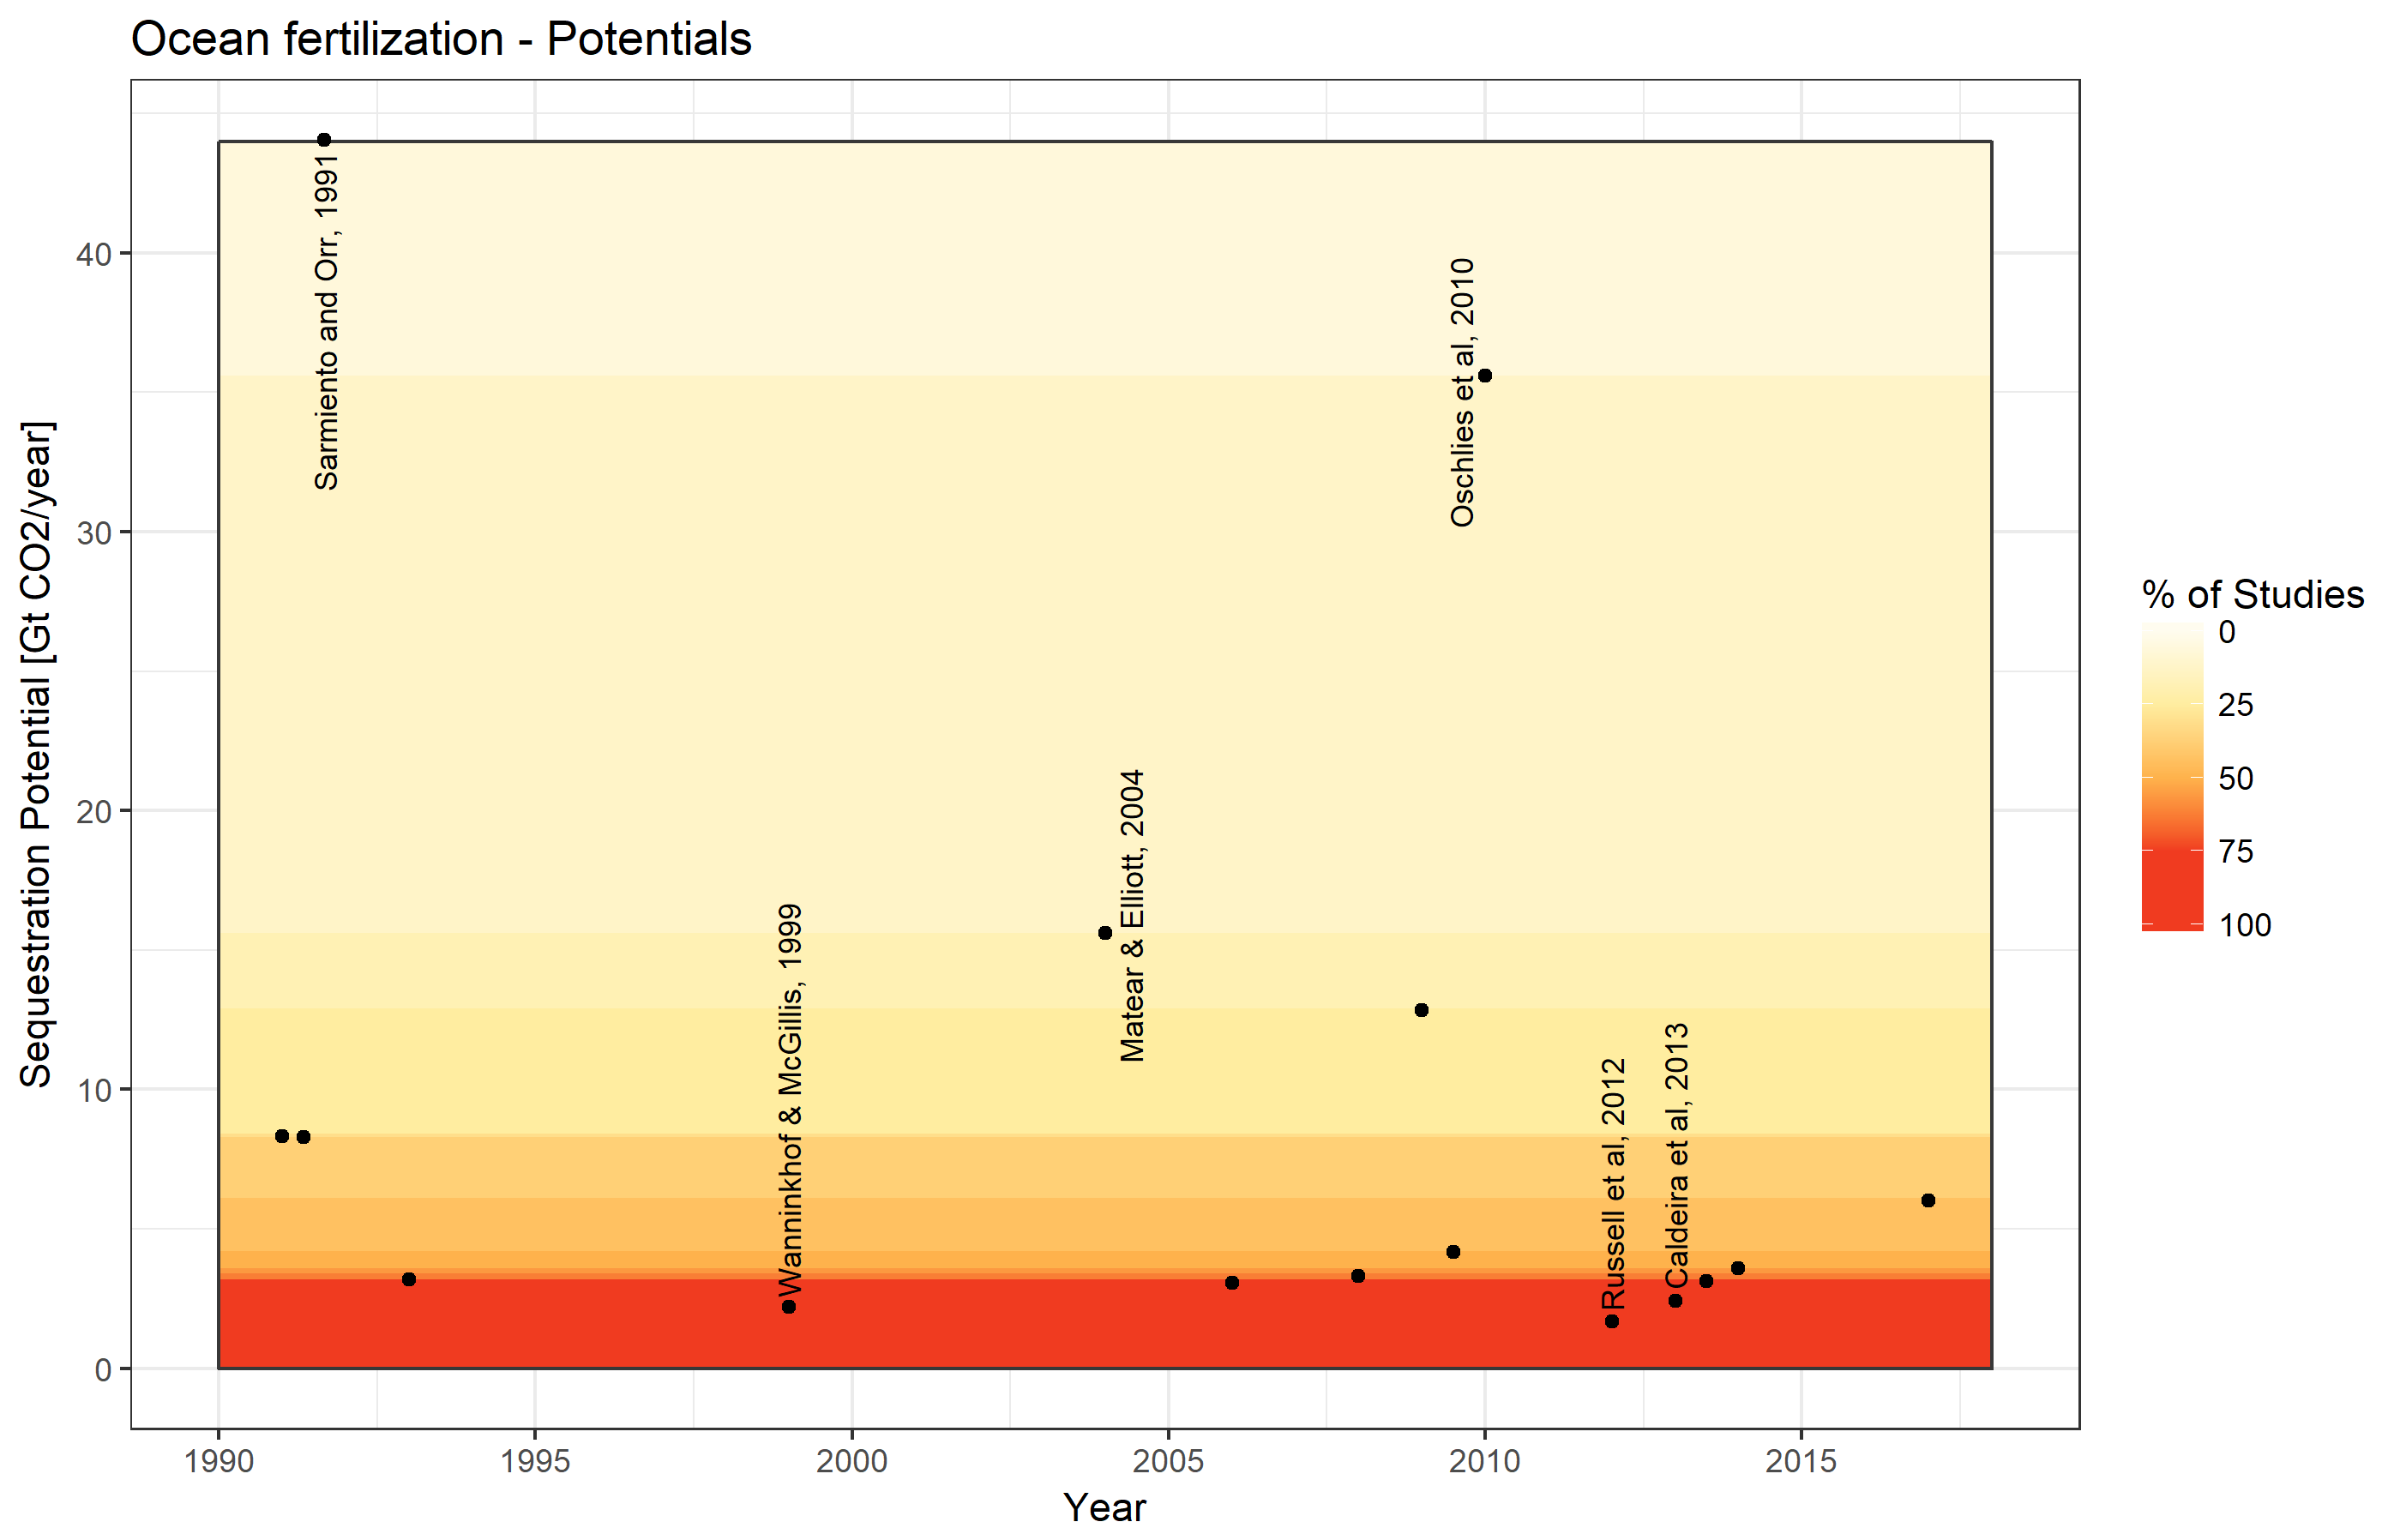 Ocean fertilization - Potentials
Sequestration Potential [Gt CO2/year]
40
30
20
10
0
Sarmiento and Orr, 1991
Wanninkhof & McGillis, 1999
Matear & Elliott, 2004
Oschlies et al, 2010
Russell et al, 2012
Caldeira et al, 2013
1990
1995
2000
2005
2010
2015
Year
% of Studies
0
25
50
75
100